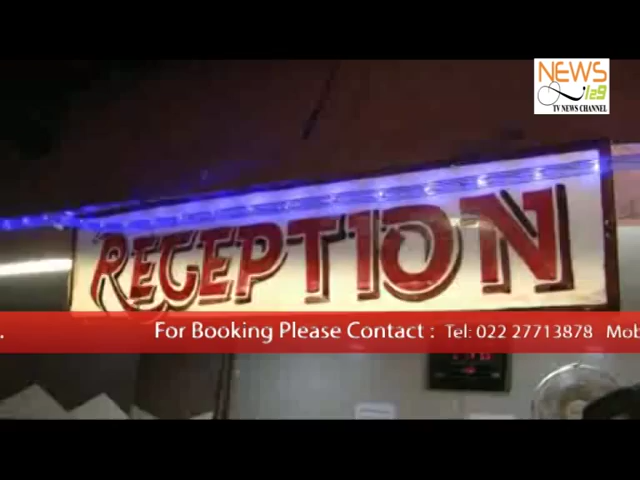 NEWS
129
TV NEWS CHANNEL
RECEPTION
. For Booking Please Contact : Tel: 022 27713878 Mob